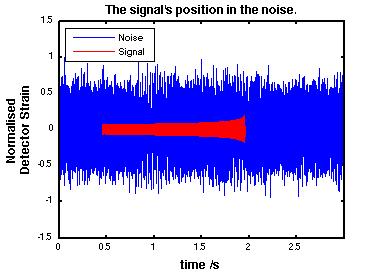 The signal's position in the noise.
Noise
Signal
Normalised
Detector Strain
1.5
1
0.5
0
-0.5
-1
-1.5
0
0.5
1
1.5
2
2.5
time /s